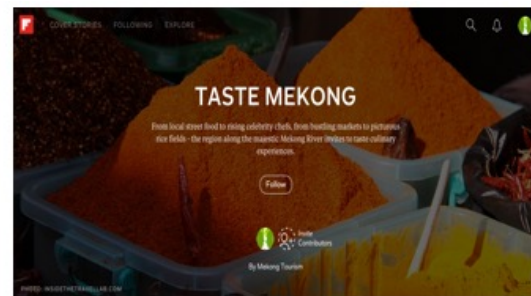 COVER STORIES FOLLOWING EXPLORE
TASTE MEKONG
From local street food to rising celebrity chefs, from bustling markets to picturous
rice fields - the region along the majestic Mekong River invites to taste culinary
experiences.
Follow
Invite
Contributors
By Mekong Tourism
PHOTO: INSIDETHETRAVELLAB.COM